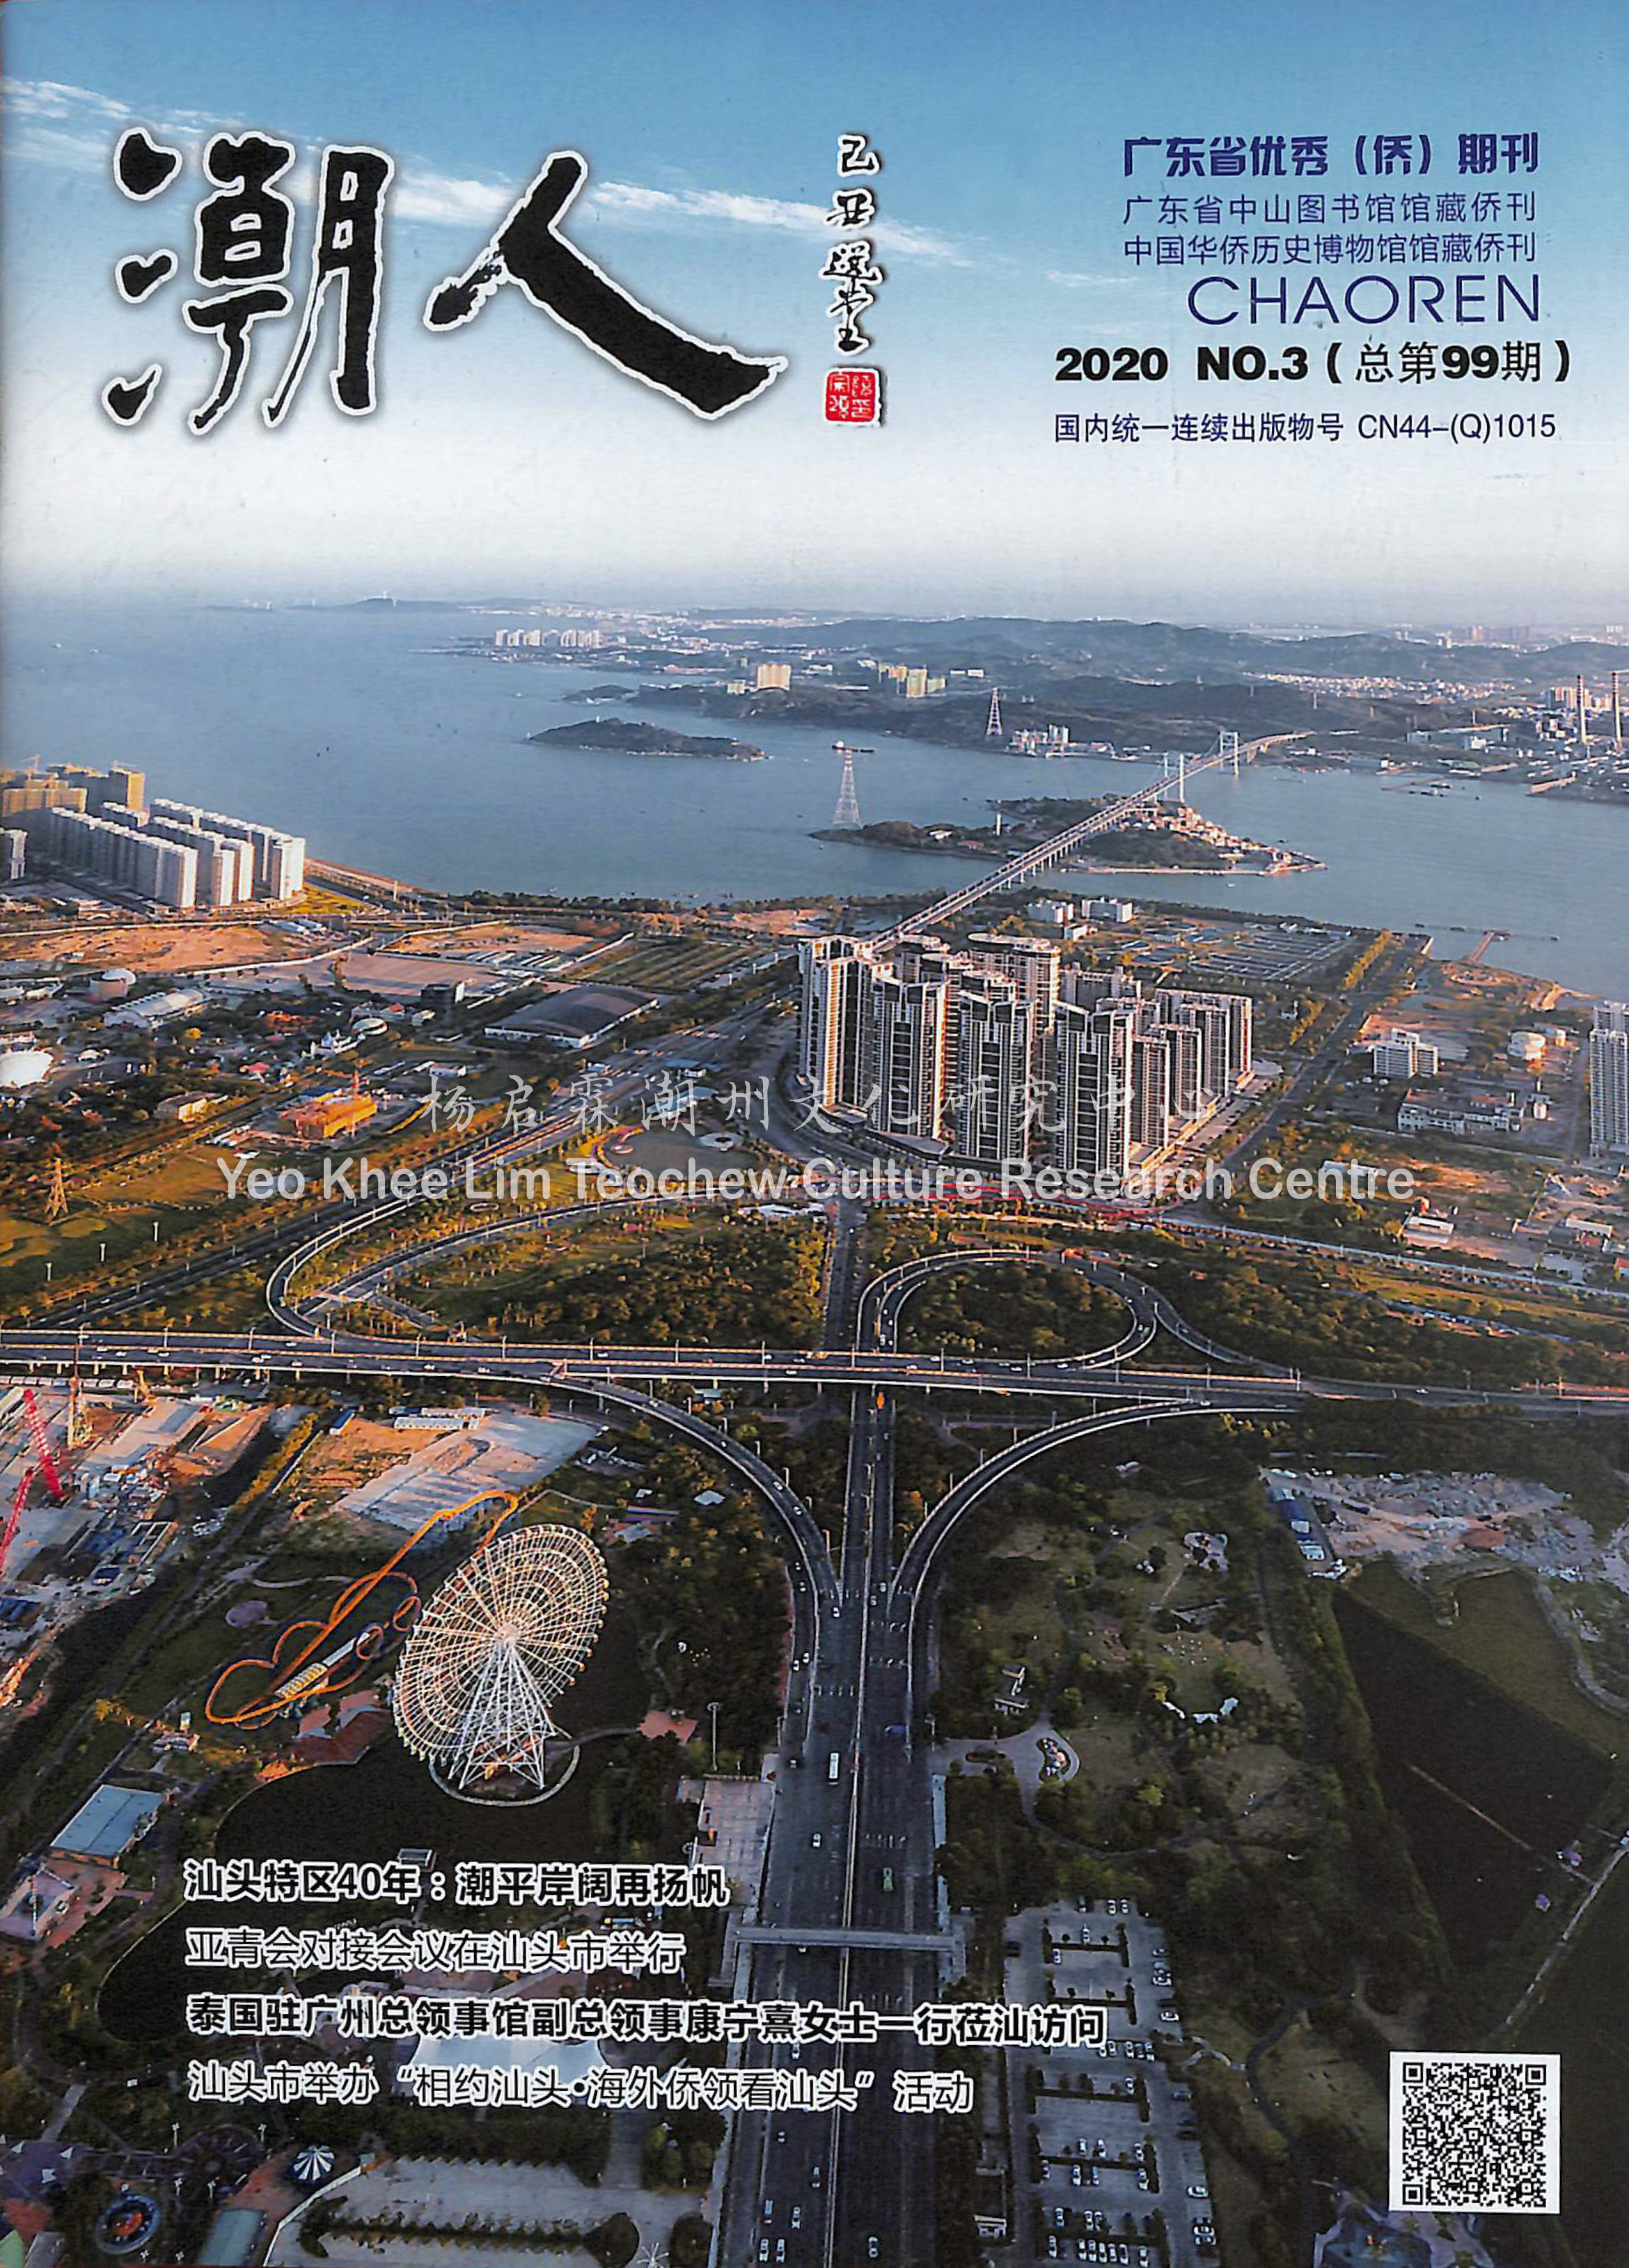 潮人
己丑選堂
广东省优秀（侨）期刊
广东省中山图书馆馆藏侨刊
中国华侨历史博物馆馆藏侨刊
CHAOREN
2020 NO.3（总第99期）
国内统一连续出版物号 CN44-(Q)1015
杨启霖潮州文化研究中心
Yeo Khee Lim Teochew Culture Research Centre
汕头特区40年：潮平岸阔再扬帆
亚青会对接会议在汕头市举行
泰国驻广州总领事馆副总领事康宁熹女士一行莅汕访问
汕头市举办“相约汕头•海外侨领看汕头”活动